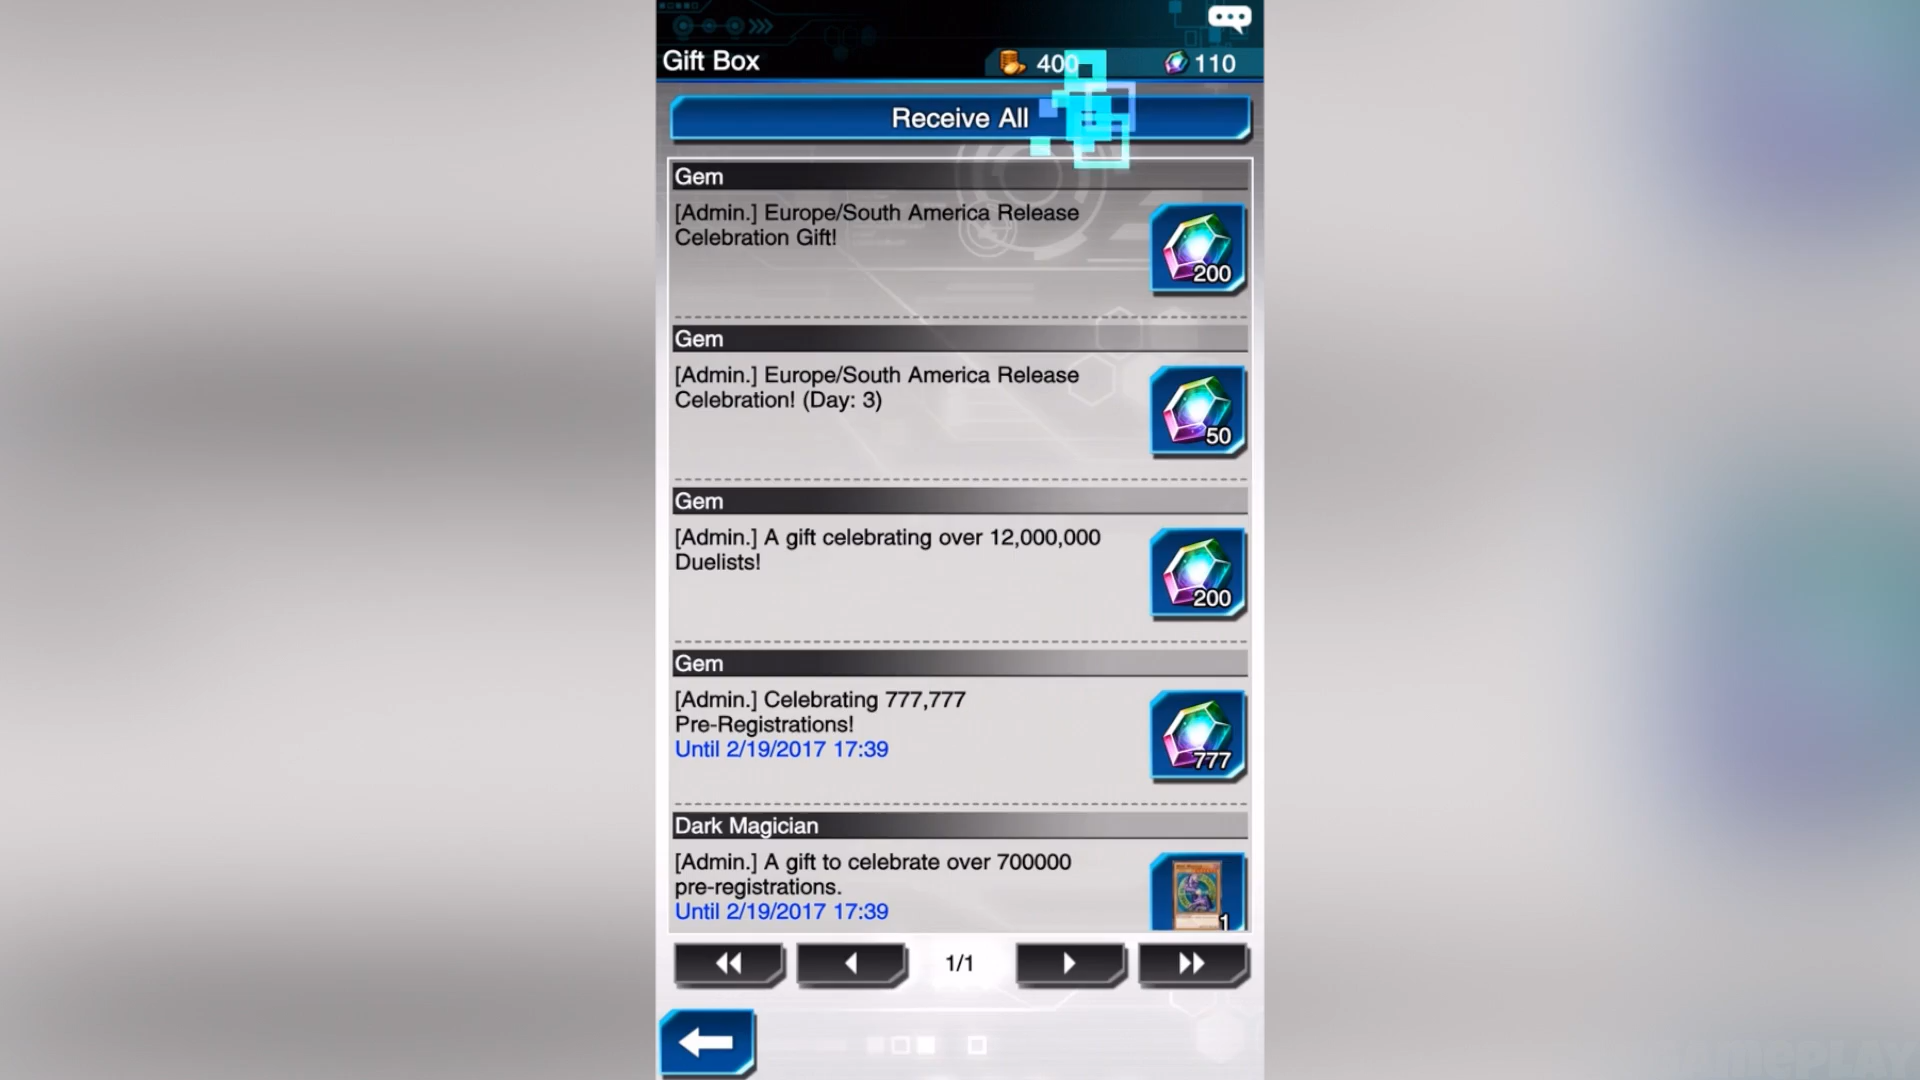 Gift Box
400
110
Receive All
Gem
[Admin.] Europe/South America Release
Celebration Gift!
200
Gem
[Admin.] Europe/South America Release
Celebration! (Day: 3)
50
Gem
[Admin.] A gift celebrating over 12,000,000
Duelists!
200
Gem
[Admin.] Celebrating 777,777
Pre-Registrations!
Until 2/19/2017 17:39
777
Dark Magician
[Admin.] A gift to celebrate over 700000
pre-registrations.
Until 2/19/2017 17:39
1
1/1
GAMEPLAY